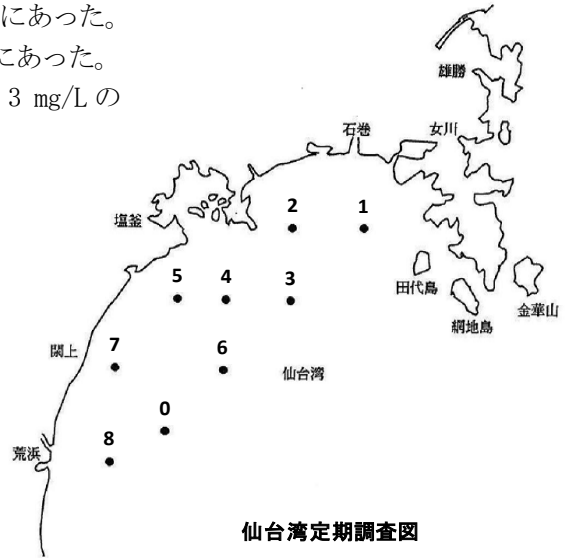 にあった。
にあった。
3 mg/L の
雄勝
石巻
女川
塩釜
2
1
田代島
金華山
網地島
5
4
3
閖上
7
6
仙台湾
0
荒浜
8
仙台湾定期調査図